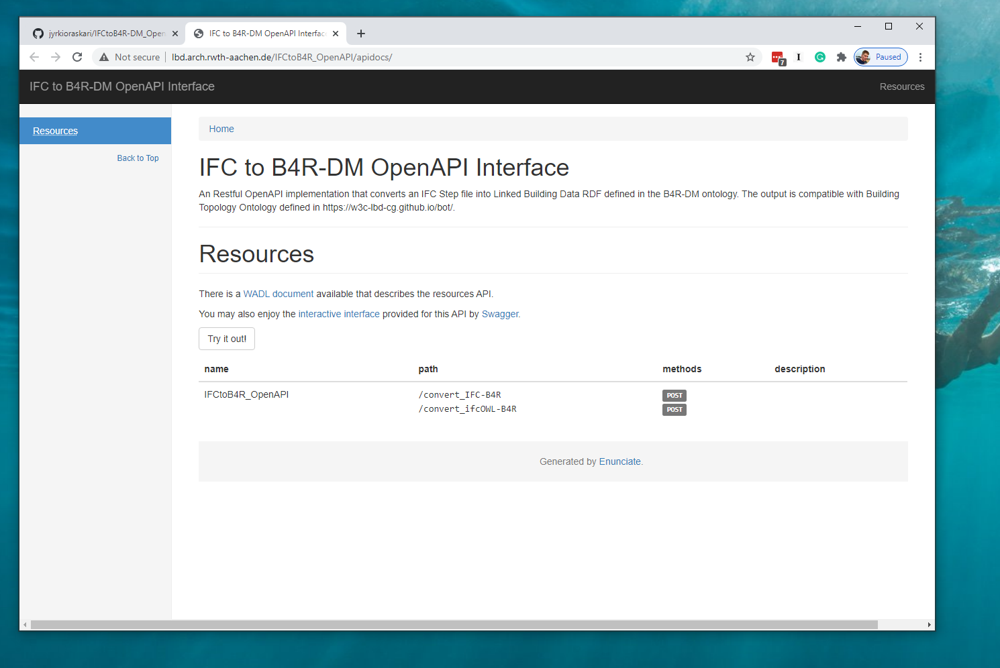 jyrkioraskari/IFCtoB4R-DM_Open
IFC to B4R-DM OpenAPI Interfac
Not secure
lbd.arch.rwth-aachen.de/IFCtoB4R_OpenAPI/apidocs/
7
I
G
Paused
IFC to B4R-DM OpenAPI Interface
Resources
Resources
Back to Top
Home
IFC to B4R-DM OpenAPI Interface
An Restful OpenAPI implementation that converts an IFC Step file into Linked Building Data RDF defined in the B4R-DM ontology. The output is compatible with Building
Topology Ontology defined in https://w3c-lbd-cg.github.io/bot/.
Resources
There is a WADL document available that describes the resources API.
You may also enjoy the interactive interface provided for this API by Swagger.
Try it out!
name path methods description
IFCtoB4R_OpenAPI /convert_IFC-B4R POST
/convert_ifcOWL-B4R POST
Generated by Enunciate.